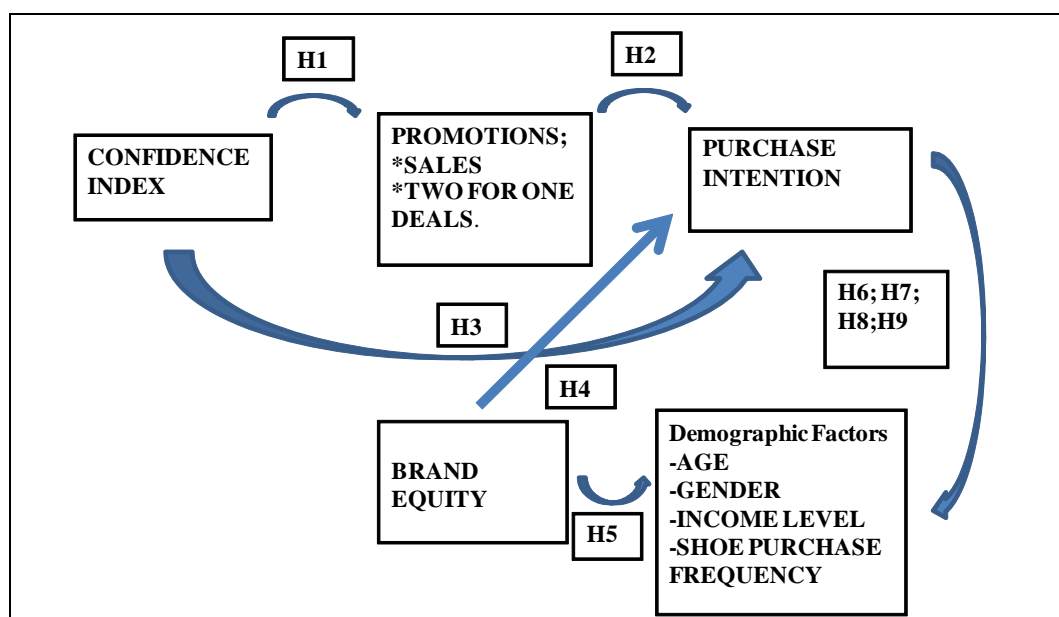 H1
H2
CONFIDENCE
INDEX
PROMOTIONS;
*SALES
*TWO FOR ONE
DEALS.
PURCHASE
INTENTION
H3
H6; H7;
H8;H9
H4
BRAND
EQUITY
H5
Demographic Factors
-AGE
-GENDER
-INCOME LEVEL
-SHOE PURCHASE
FREQUENCY